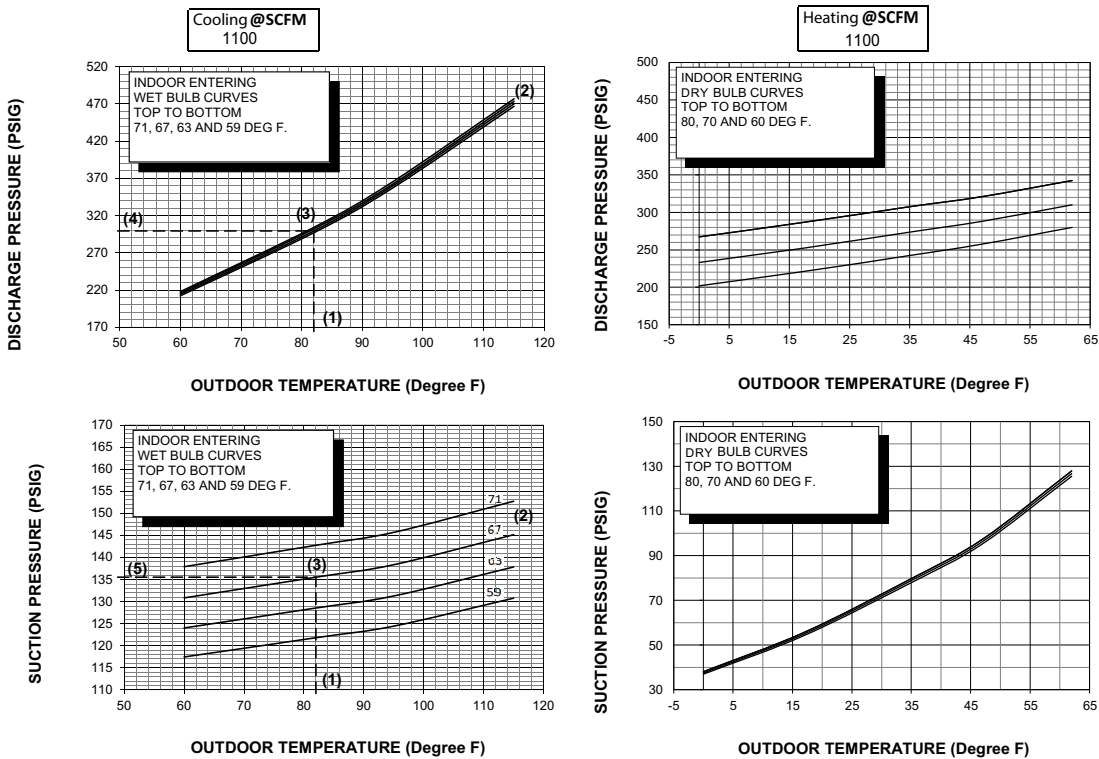 Cooling @SCFM
1100
Heating @SCFM
1100
DISCHARGE PRESSURE (PSIG)
520
470
420
370
320
270
220
170
INDOOR ENTERING
WET BULB CURVES
TOP TO BOTTOM
71, 67, 63 AND 59 DEG F.
(2)
(3)
(4)
(1)
50 60 70 80 90 100 110 120
OUTDOOR TEMPERATURE (Degree F)
DISCHARGE PRESSURE (PSIG)
500
450
400
350
300
250
200
150
INDOOR ENTERING
DRY BULB CURVES
TOP TO BOTTOM
80, 70 AND 60 DEG F.
-5 5 15 25 35 45 55 65
OUTDOOR TEMPERATURE (Degree F)
SUCTION PRESSURE (PSIG)
170
165
160
155
150
145
140
135
130
125
120
115
110
INDOOR ENTERING
WET BULB CURVES
TOP TO BOTTOM
71, 67, 63 AND 59 DEG F.
71
(2)
67
63
59
(3)
(5)
(1)
50 60 70 80 90 100 110 120
OUTDOOR TEMPERATURE (Degree F)
SUCTION PRESSURE (PSIG)
150
130
110
90
70
50
30
INDOOR ENTERING
DRY BULB CURVES
TOP TO BOTTOM
80, 70 AND 60 DEG F.
-5 5 15 25 35 45 55 65
OUTDOOR TEMPERATURE (Degree F)